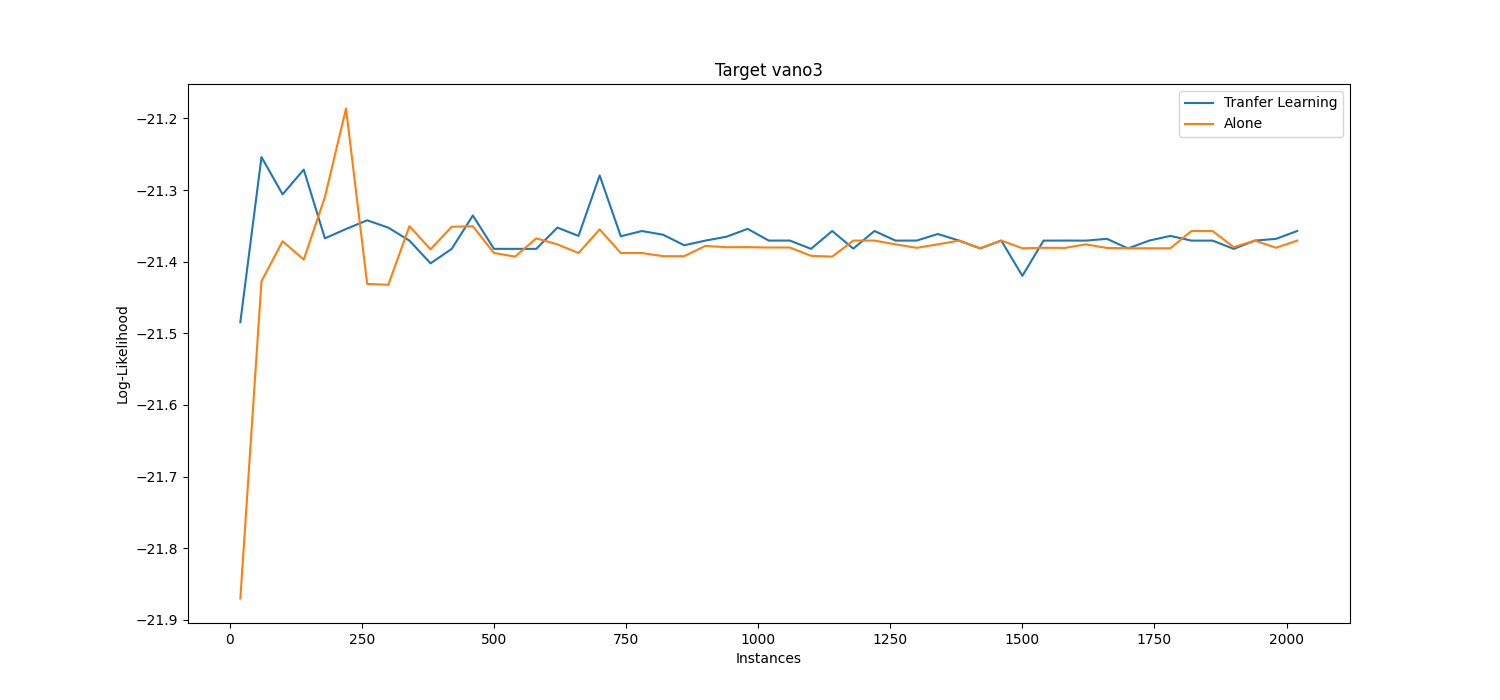 Target vano3
Tranfer Learning
Alone
−21.2
−21.3
−21.4
−21.5
−21.6
−21.7
−21.8
−21.9
Log-Likelihood
0 250 500 750 1000 1250 1500 1750 2000
Instances